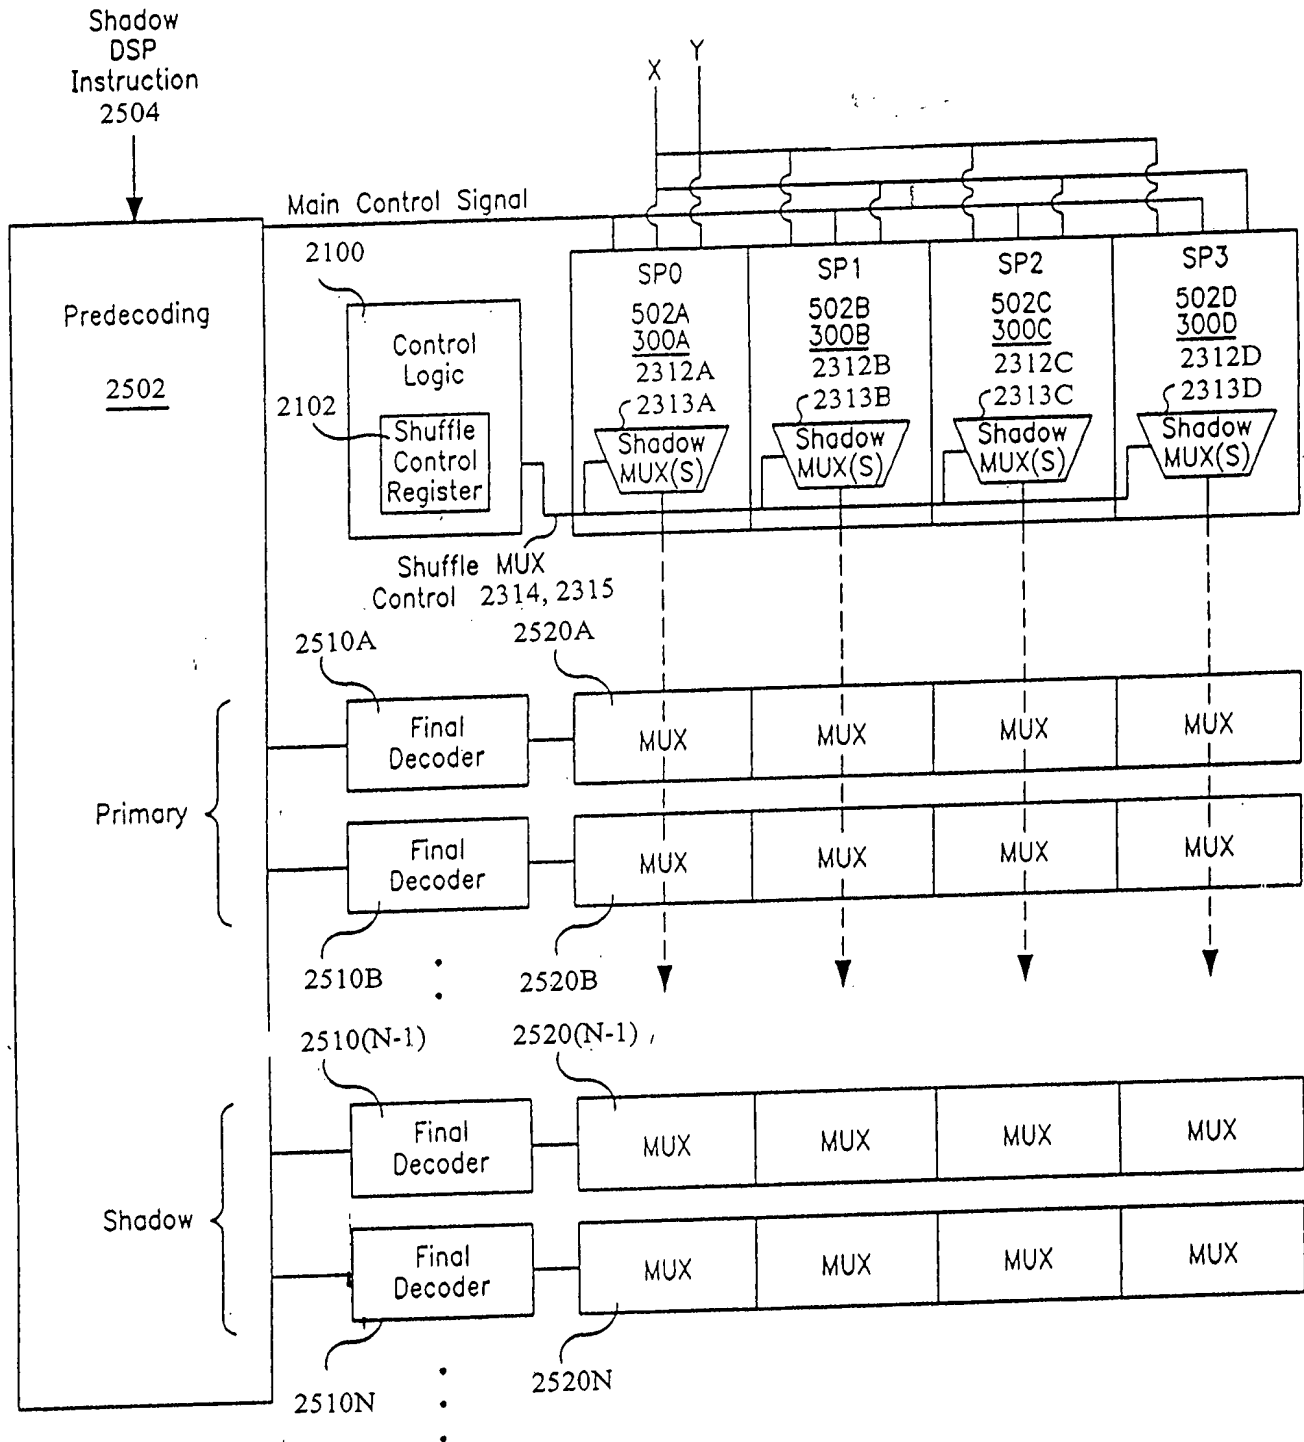 Shadow
DSP
Instruction
2504
X
Y
Main Control Signal
Predecoding
2502
2100
Control
Logic
2102
Shuffle
Control
Register
SP0
502A
300A
2312A
2313A
Shadow
MUX(S)
SP1
502B
300B
2312B
2313B
Shadow
MUX(S)
SP2
502C
300C
2312C
2313C
Shadow
MUX(S)
SP3
502D
300D
2312D
2313D
Shadow
MUX(S)
Shuffle MUX
Control 2314, 2315
Primary
2510A
Final
Decoder
2520A
MUX MUX MUX MUX
Final
Decoder
MUX MUX MUX MUX
2510B
2520B
Shadow
2510(N-1)
Final
Decoder
2520(N-1)
MUX MUX MUX MUX
Final
Decoder
MUX MUX MUX MUX
2510N
2520N